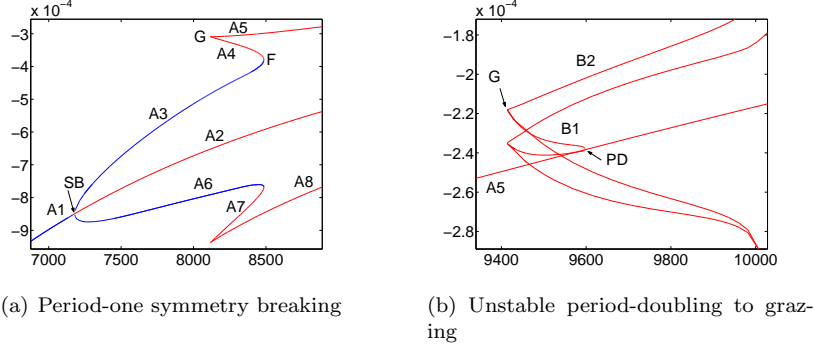 x 10⁻⁴
−3
−4
−5
−6
−7
−8
−9
7000
7500
8000
8500
G
A5
A4
F
A3
A2
SB
A1
A6
A7
A8
x 10⁻⁴
−1.8
−2
−2.2
−2.4
−2.6
−2.8
9400
9600
9800
10000
B2
G
B1
PD
A5
(a) Period-one symmetry breaking
(b) Unstable period-doubling to graz-
ing